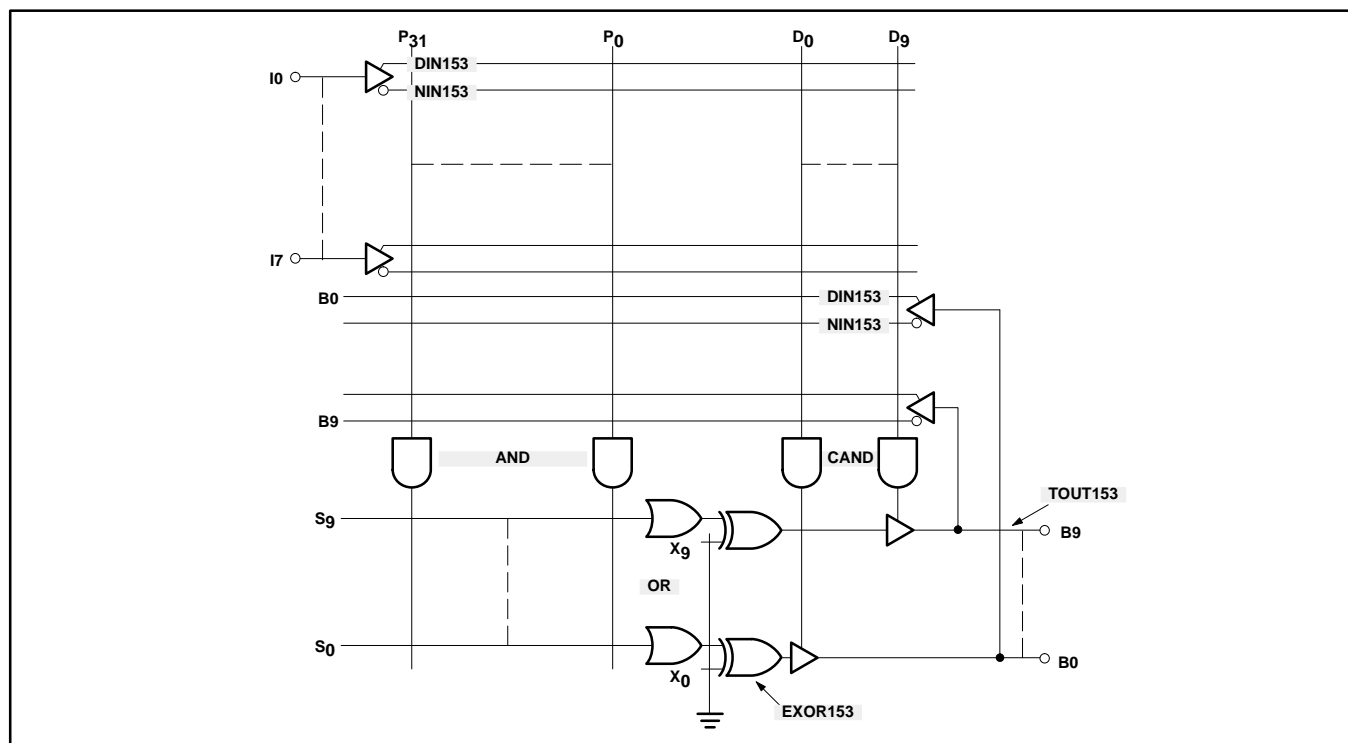 P31 P0 D0 D9
DIN153
I0
NIN153
I7
B0 DIN153
NIN153
B9
AND CAND
TOUT153
S9
B9
X9
OR
S0
B0
X0
EXOR153